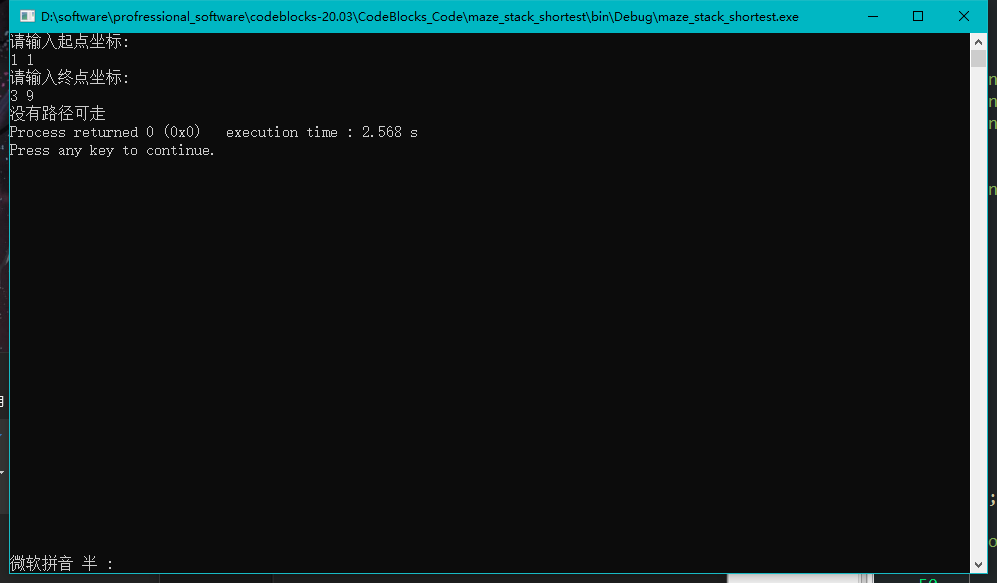 D:\software\profressional_software\codeblocks-20.03\CodeBlocks_Code\maze_stack_shortest\bin\Debug\maze_stack_shortest.exe
请输入起点坐标:
1 1
请输入终点坐标:
3 9
没有路径可走
Process returned 0 (0x0)   execution time : 2.568 s
Press any key to continue.
微软拼音 半 :